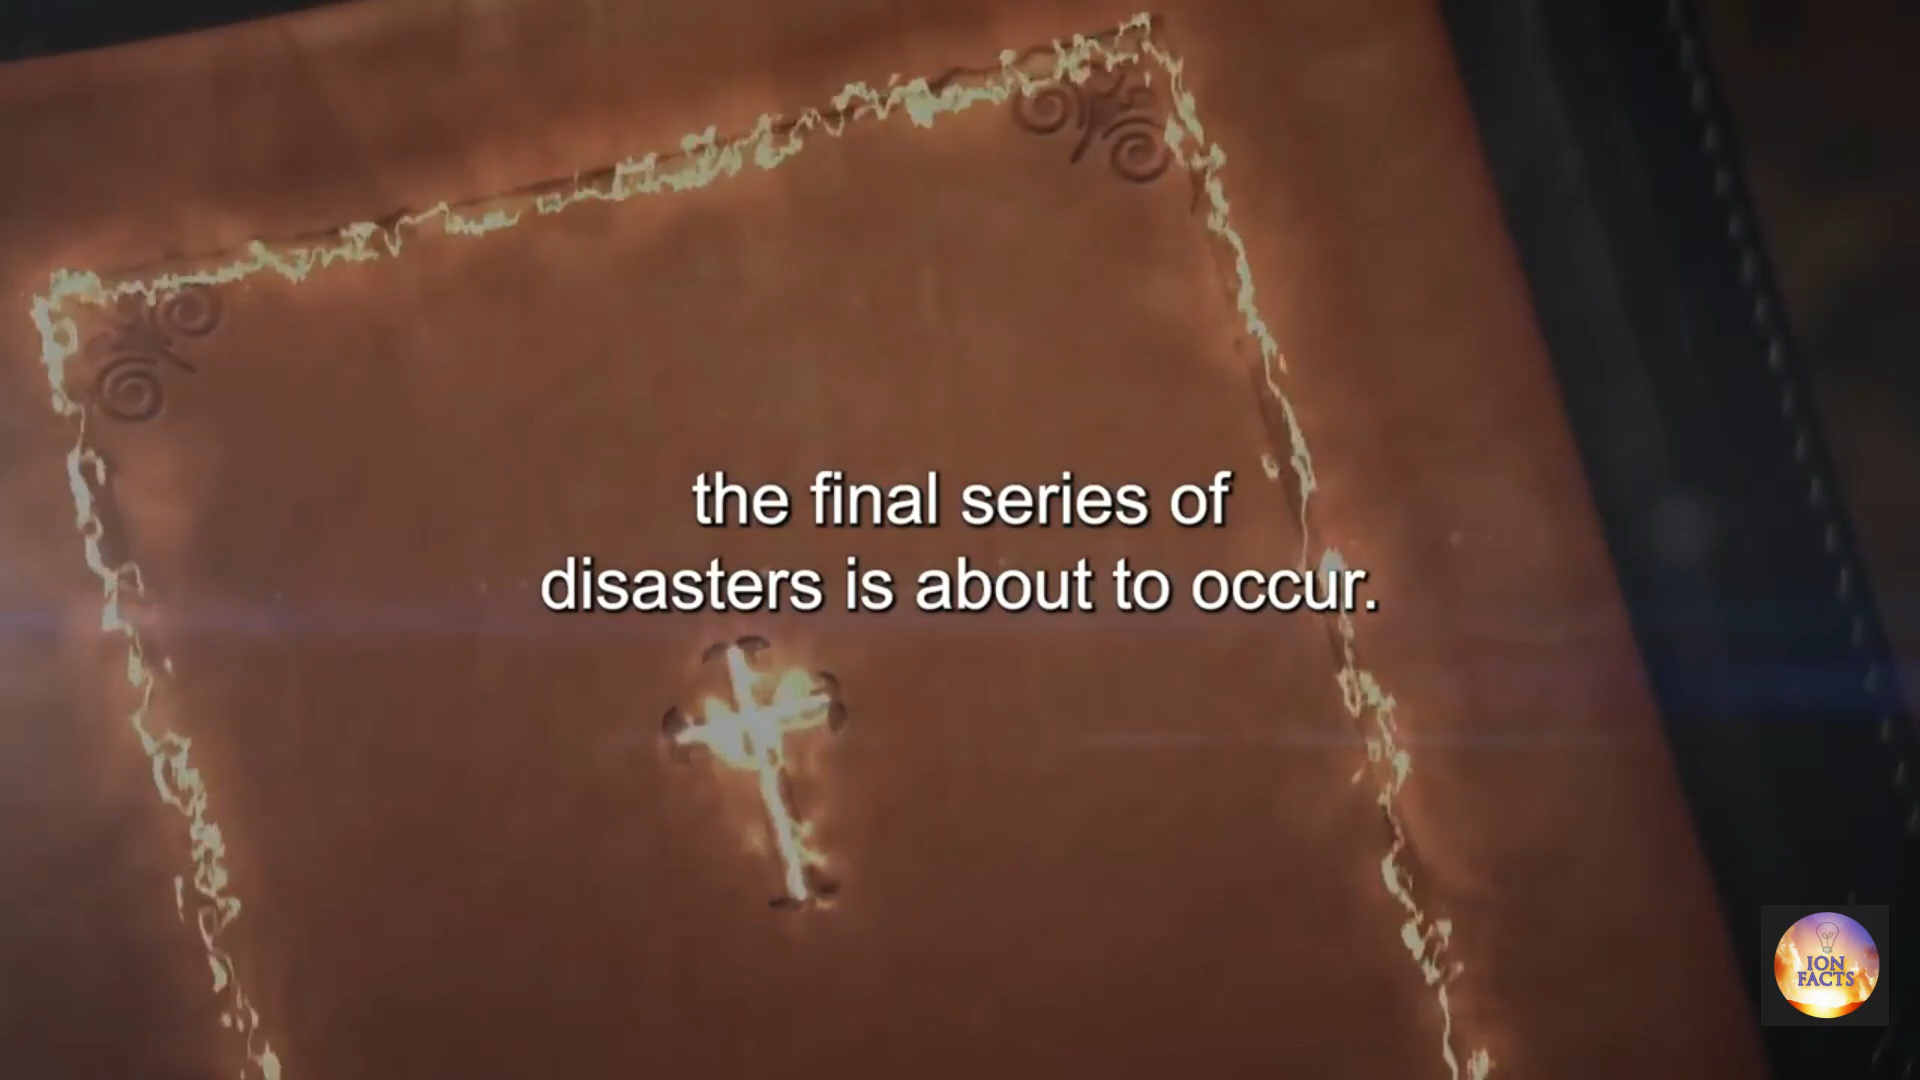 the final series of
disasters is about to occur.
ION
FACTS